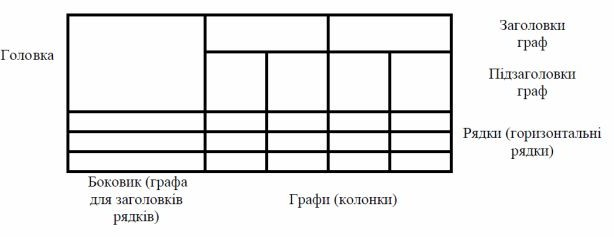 Заголовки
граф
Головка
Підзаголовки
граф
Рядки (горизонтальні
рядки)
Боковик (графа
для заголовків
рядків)
Графи (колонки)